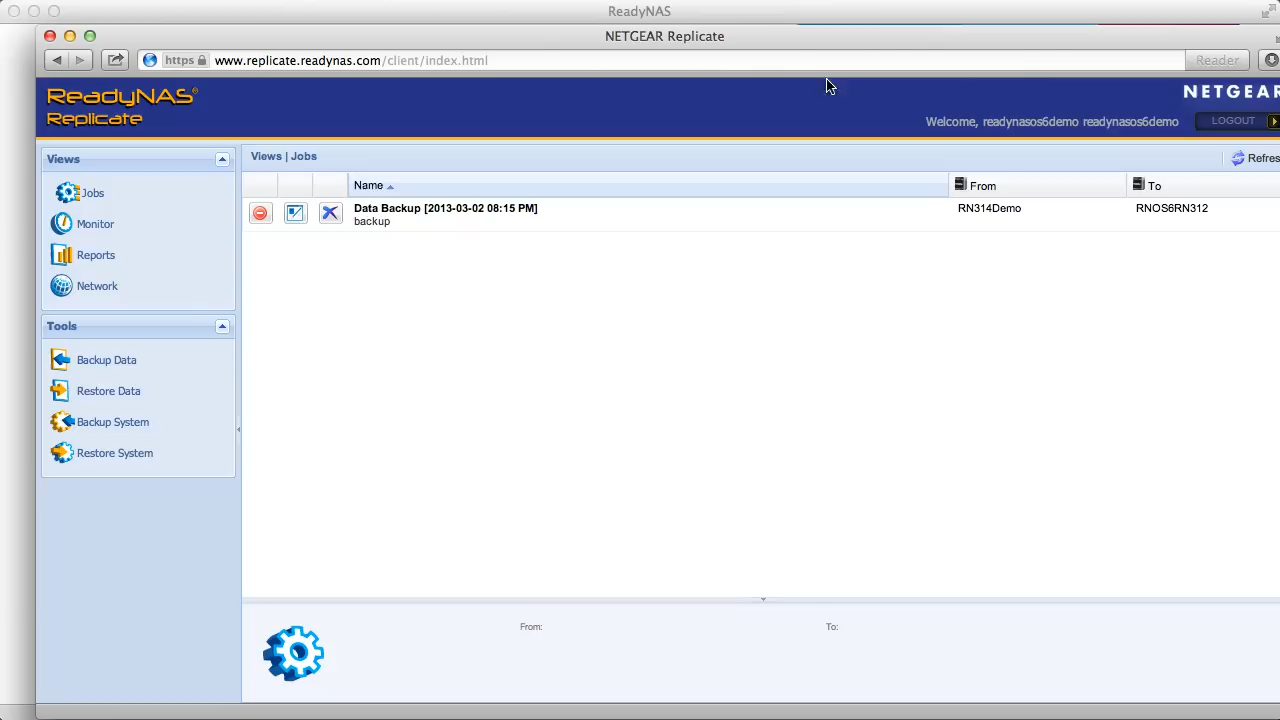 ReadyNAS
NETGEAR Replicate
https www.replicate.readynas.com/client/index.html Reader
ReadyNAS®
Replicate
NETGEAR
Welcome, readynasos6demo readynasos6demo LOGOUT
Views
Views | Jobs Refres
Jobs
Monitor
Reports
Network
Name From To
Data Backup [2013-03-02 08:15 PM] RN314Demo RNOS6RN312
backup
Tools
Backup Data
Restore Data
Backup System
Restore System
From: To: